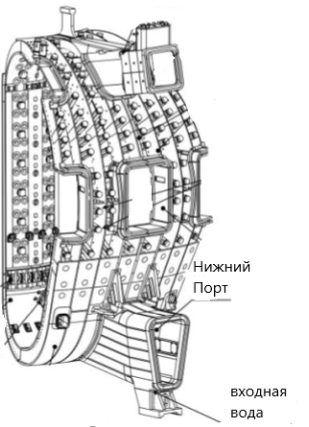 Нижний
Порт
входная
вода